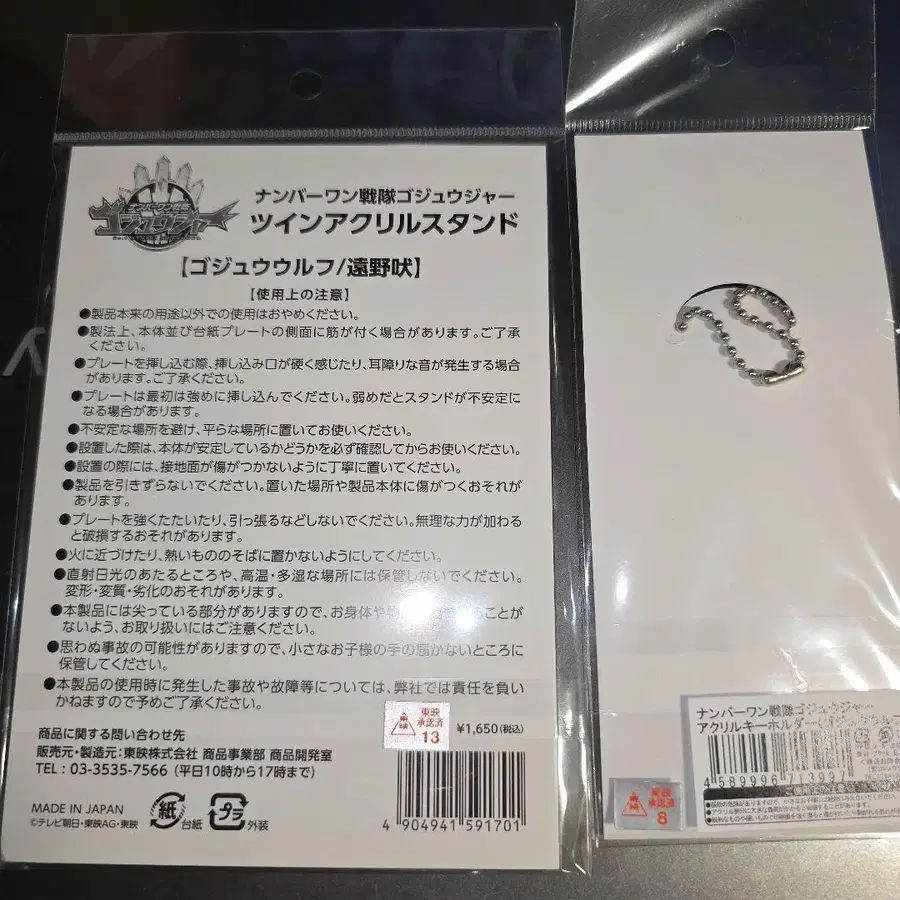 ナンバーワン戦隊
ゴジュウジャー
ナンバーワン戦隊ゴジュウジャー
ツインアクリルスタンド
【ゴジュウウルフ/遠野吠】
【使用上の注意】
●製品本来の用途以外での使用はおやめください。
●製法上、本体並び台紙プレートの側面に筋が付く場合があります。ご了承
ください。
●プレートを挿し込む際、挿し込み口が硬く感じたり、耳障りな音が発生する場合
があります。ご了承ください。
●プレートは最初は強めに挿し込んでください。弱めだとスタンドが不安定に
なる場合があります。
●不安定な場所を避け、平らな場所に置いてお使いください。
●設置した際は、本体が安定しているかどうかを必ず確認してからお使いください。
●設置の際には、接地面が傷がつかないように丁寧に置いてください。
●製品を引きずらないでください。置いた場所や製品本体に傷がつくおそれが
あります。
●プレートを強くたたいたり、引っ張るなどしないでください。無理な力が加わる
と破損するおそれがあります。
●火に近づけたり、熱いもののそばに置かないようにしてください。
●直射日光のあたるところや、高温・多湿な場所には保管しないでください。
変形・変質・劣化のおそれがあります。
●本製品には尖っている部分がありますので、お身体や ことが
ないよう、お取り扱いにはご注意ください。
●思わぬ事故の可能性がありますので、小さなお子様の手の届かないところに
保管してください。
●本製品の使用時に発生した事故や故障等については、弊社では責任を負い
かねますので予めご了承ください。
東映
承認済
13
¥1,650(税込)
商品に関する問い合わせ先
販売元・製造元:東映株式会社 商品事業部 商品開発室
TEL : 03-3535-7566 (平日10時から17時まで)
MADE IN JAPAN
©テレビ朝日・東映AG・東映
紙 台紙
プラ 外装
4 904941 591701
ナンバーワン戦隊ゴジュウジャー
アクリルキーホルダー
4 589996 713997
東映
承認済
8